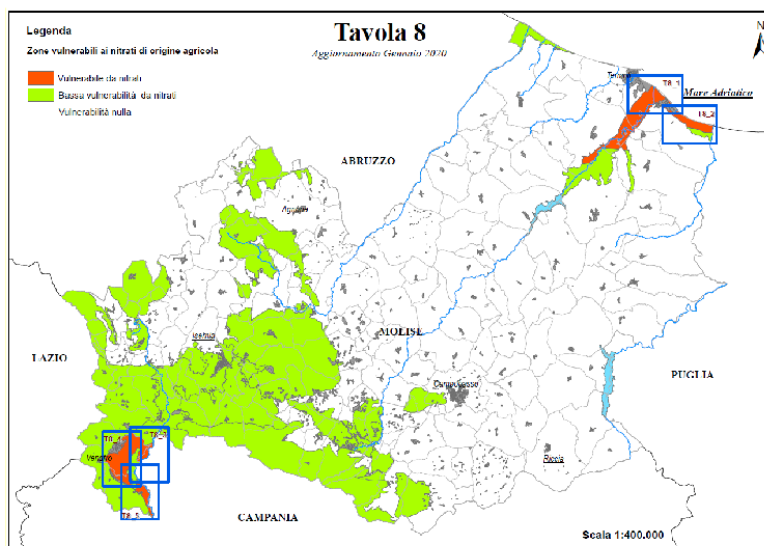 Legenda
Zone vulnerabili ai nitrati di origine agricola
Vulnerabile da nitrati
Bassa vulnerabilità da nitrati
Vulnerabilità nulla
Tavola 8
Aggiornamento Gennaio 2020
N
Termoli
T8_1
Mare Adriatico
T8_2
ABRUZZO
Agnone
Isernia
MOLISE
LAZIO
Campobasso
PUGLIA
T8_4
Venafro
T8_5
Riccia
CAMPANIA
Scala 1:400.000